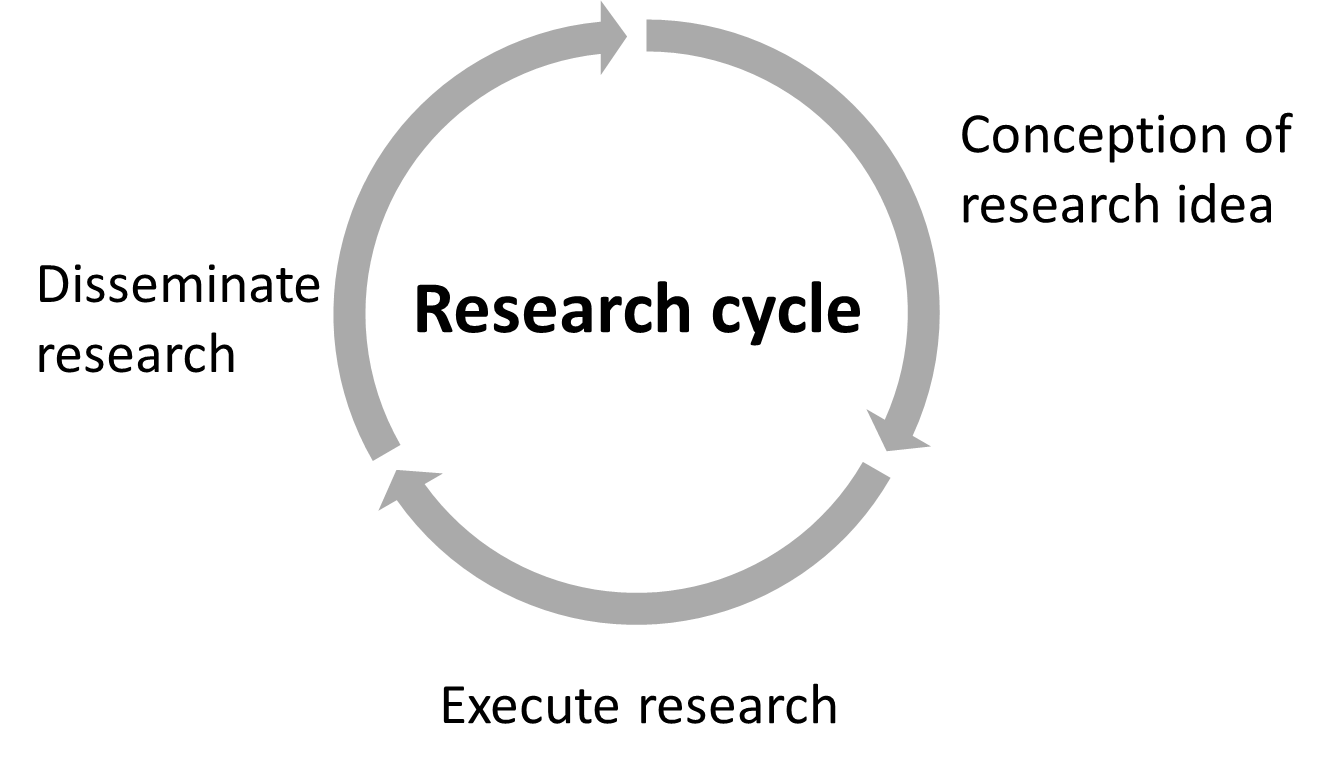 Conception of
research idea
Disseminate
research
Research cycle
Execute research